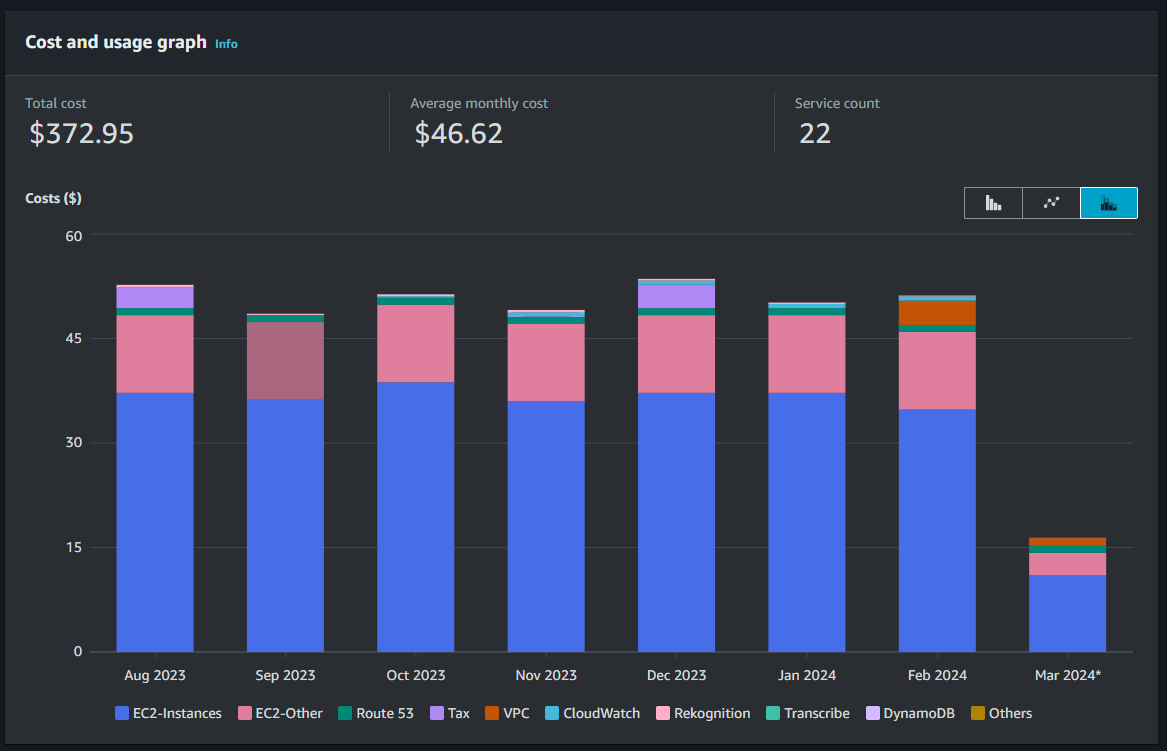 Cost and usage graph Info
Total cost
$372.95
Average monthly cost
$46.62
Service count
22
Costs ($)
60
45
30
15
0
Aug 2023 Sep 2023 Oct 2023 Nov 2023 Dec 2023 Jan 2024 Feb 2024 Mar 2024*
EC2-Instances EC2-Other Route 53 Tax VPC CloudWatch Rekognition Transcribe DynamoDB Others